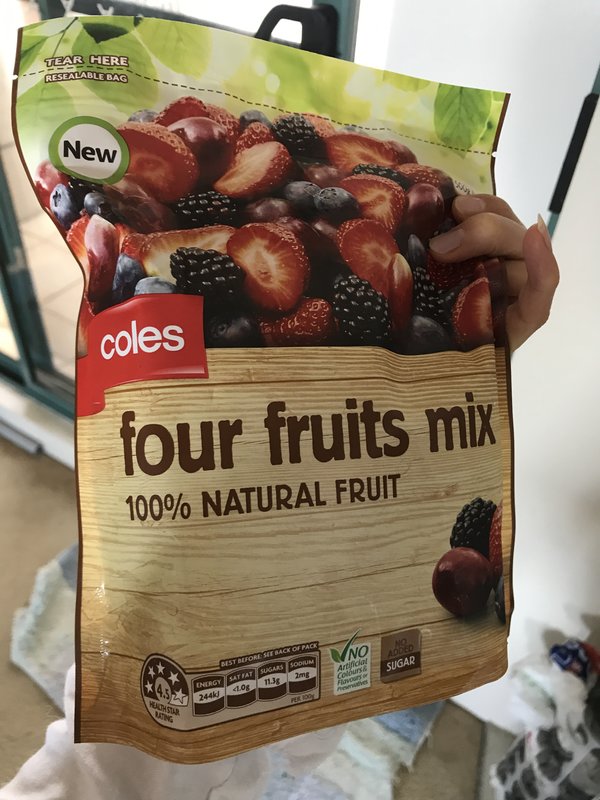 TEAR HERE
RESEALABLE BAG
New
500g
coles
four fruits mix
100% NATURAL FRUIT
BEST BEFORE: SEE BACK OF PACK
4.5
HEALTH STAR
RATING
ENERGY
244kJ
SAT FAT
<1.0g
SUGARS
11.3g
SODIUM
2mg
PER 100g
NO
Artificial
Colours &
Flavours or
Preservatives
NO
ADDED
SUGAR